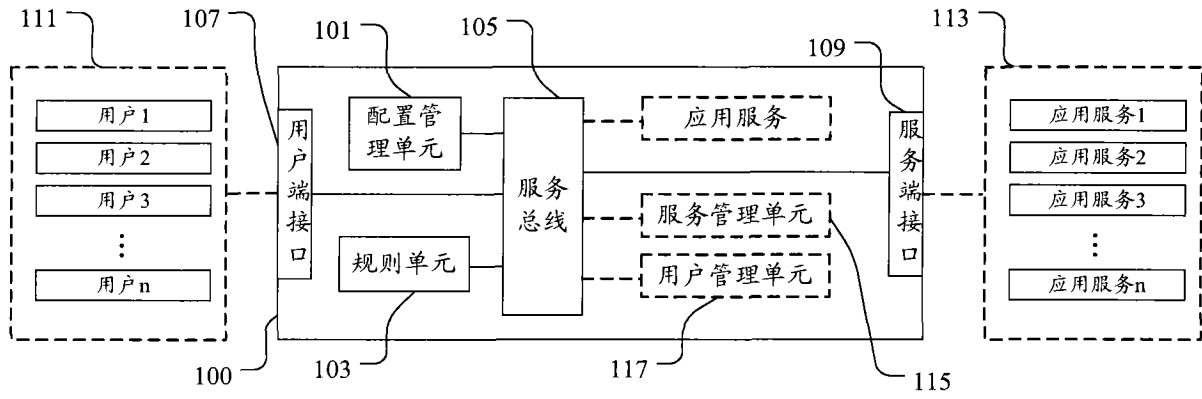 111
107
101
105
109
113
用户1
用户2
用户3
用户n
用户端接口
配置管
理单元
规则单元
服务
总线
应用服务
服务管理单元
用户管理单元
服务端接口
应用服务1
应用服务2
应用服务3
应用服务n
100
103
117
115